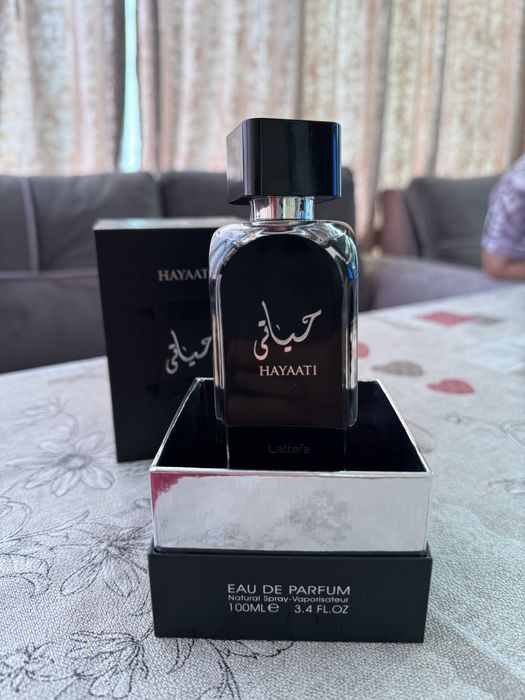 HAYAATI
حياتي
حياتي
HAYAATI
Lattafa
EAU DE PARFUM
Natural Spray-Vaporisateur
100ML℮ 3.4 FL.OZ